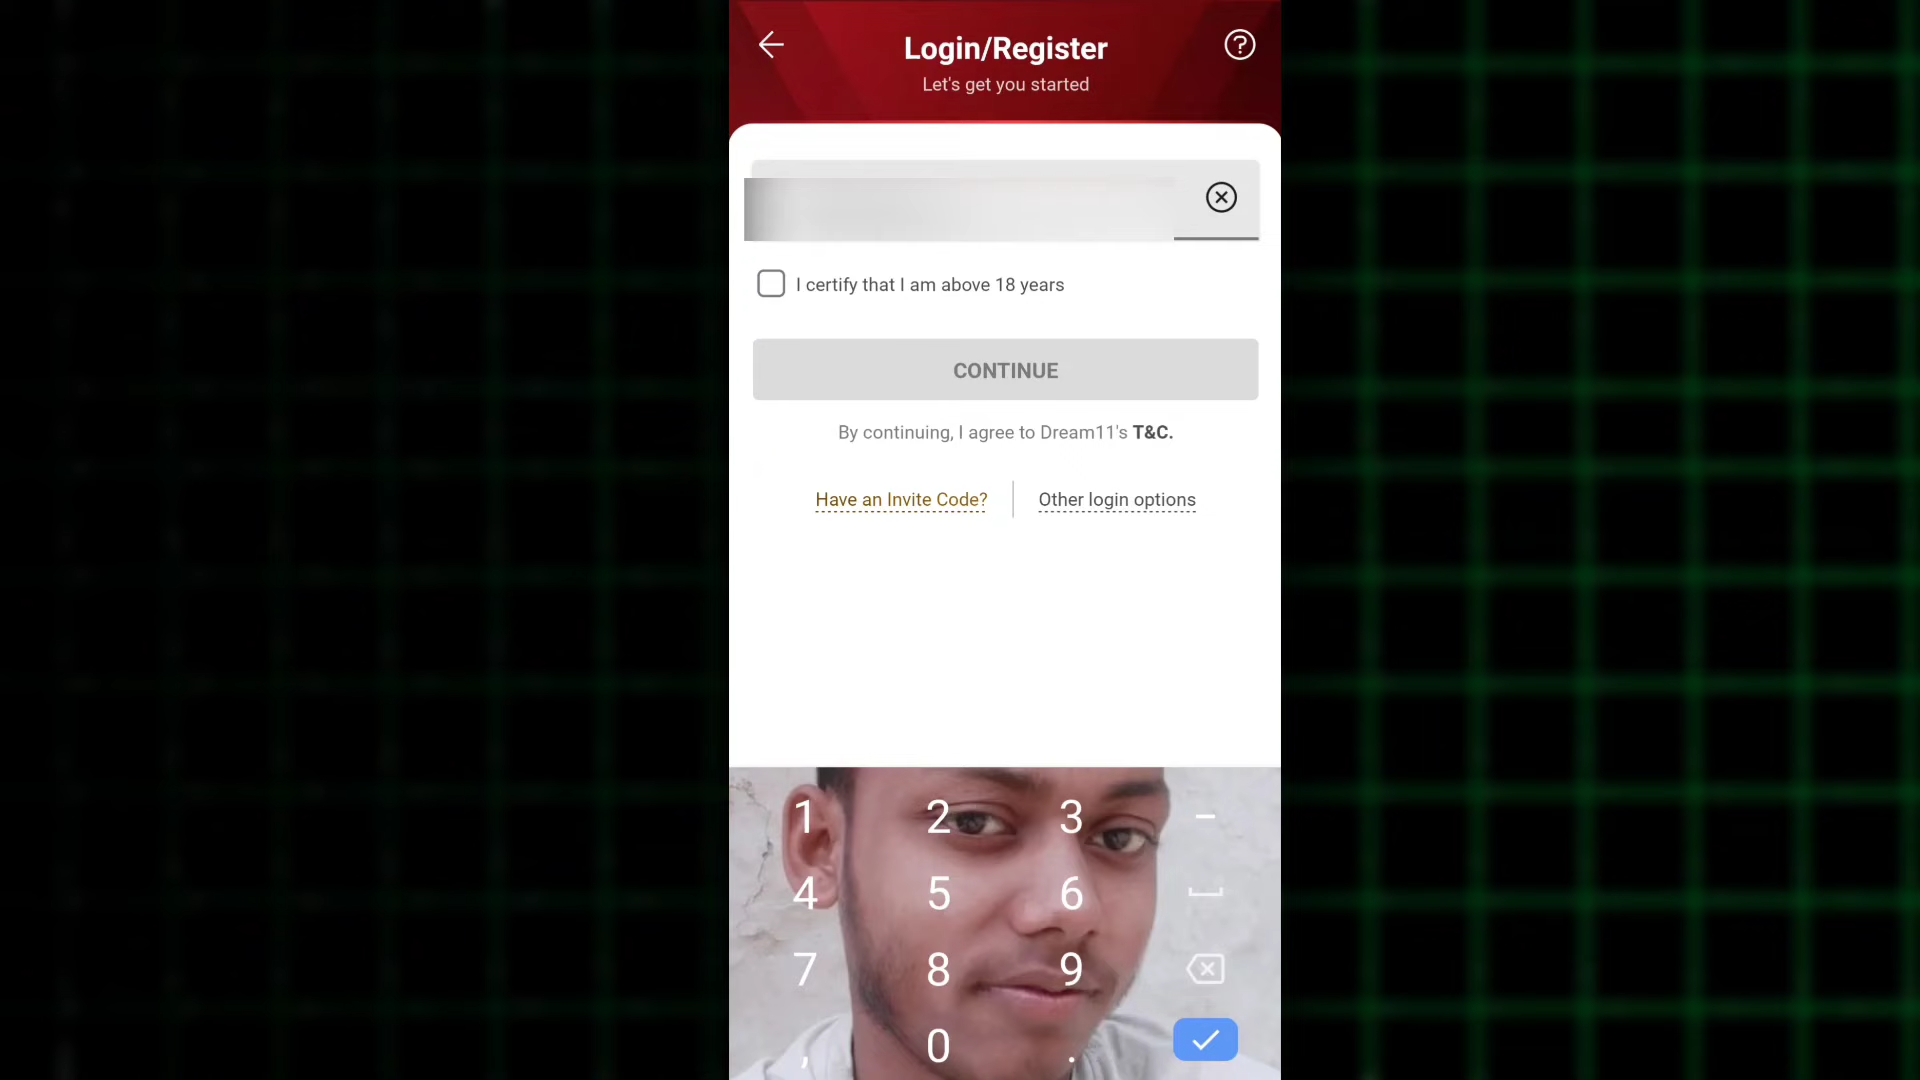 Login/Register
Let's get you started
I certify that I am above 18 years
CONTINUE
By continuing, I agree to Dream11's T&C.
Have an Invite Code?
Other login options
1 2 3 –
4 5 6
7 8 9
, 0 .